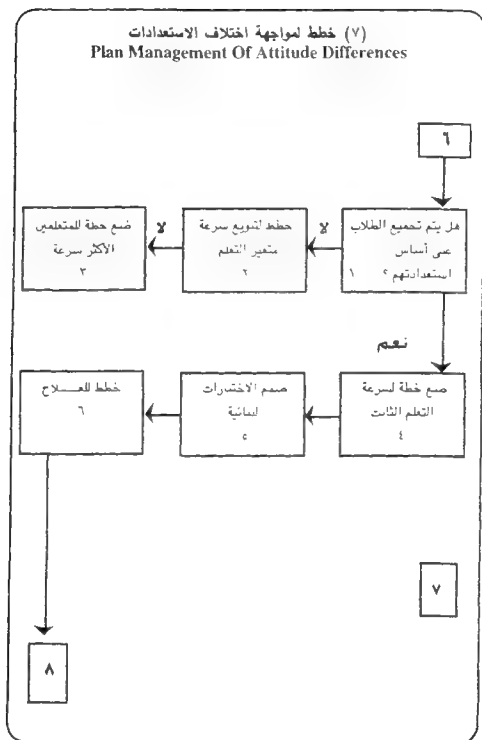 (٧) خطط لمواجهة اختلاف الاستعدادات
Plan Management Of Attitude Differences
٦
هل يتم تجميع الطلاب
على أساس
استعدادتهم ؟ ١
لا
خطط لتنويع سرعة
متغير التعلم
٢
لا
ضع خطة للمتعلمين
الأكثر سرعة
٣
نعم
ضع خطة لسرعة
التعلم الثابت
٤
صمم الاختبارات
البنائية
٥
خطط للعـــلاج
٦
٧
٨